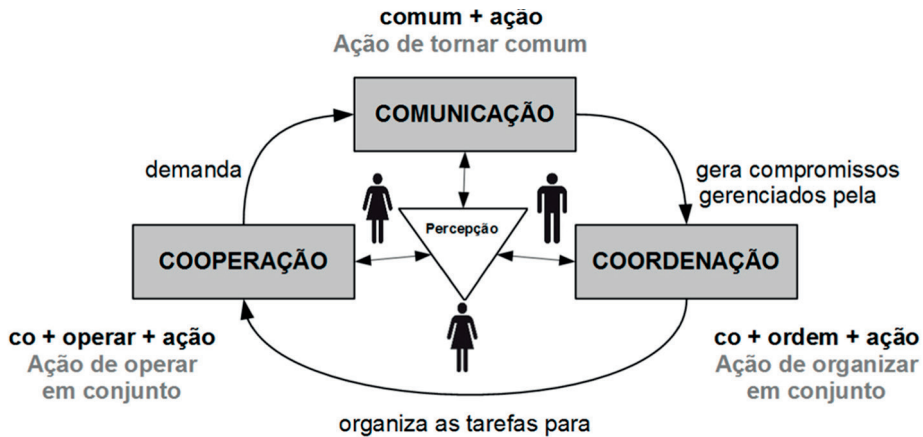 comum + ação
Ação de tornar comum
COMUNICAÇÃO
demanda
gera compromissos
gerenciados pela
Percepção
COOPERAÇÃO
COORDENAÇÃO
co + operar + ação
Ação de operar
em conjunto
co + ordem + ação
Ação de organizar
em conjunto
organiza as tarefas para